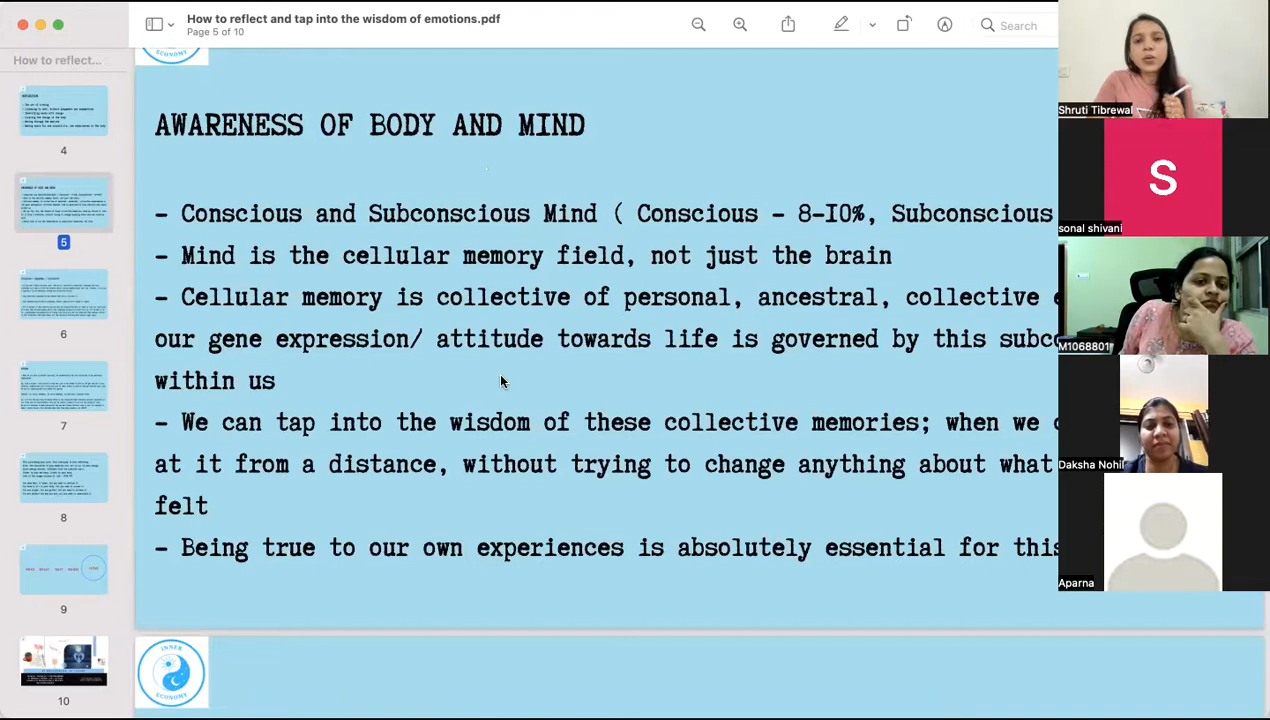 How to reflect and tap into the wisdom of emotions.pdf
Page 5 of 10
Search
How to reflect...
4
5
6
7
8
9
10
ECONOMY
AWARENESS OF BODY AND MIND
- Conscious and Subconscious Mind ( Conscious - 8-10%, Subconscious
- Mind is the cellular memory field, not just the brain
- Cellular memory is collective of personal, ancestral, collective
our gene expression/ attitude towards life is governed by this
within us
- We can tap into the wisdom of these collective memories; when we
at it from a distance, without trying to change anything about what
felt
- Being true to our own experiences is absolutely essential for this
INNER
ECONOMY
Shruti Tibrewal
S
sonal shivani
M1068801
Daksha Nohil
Aparna